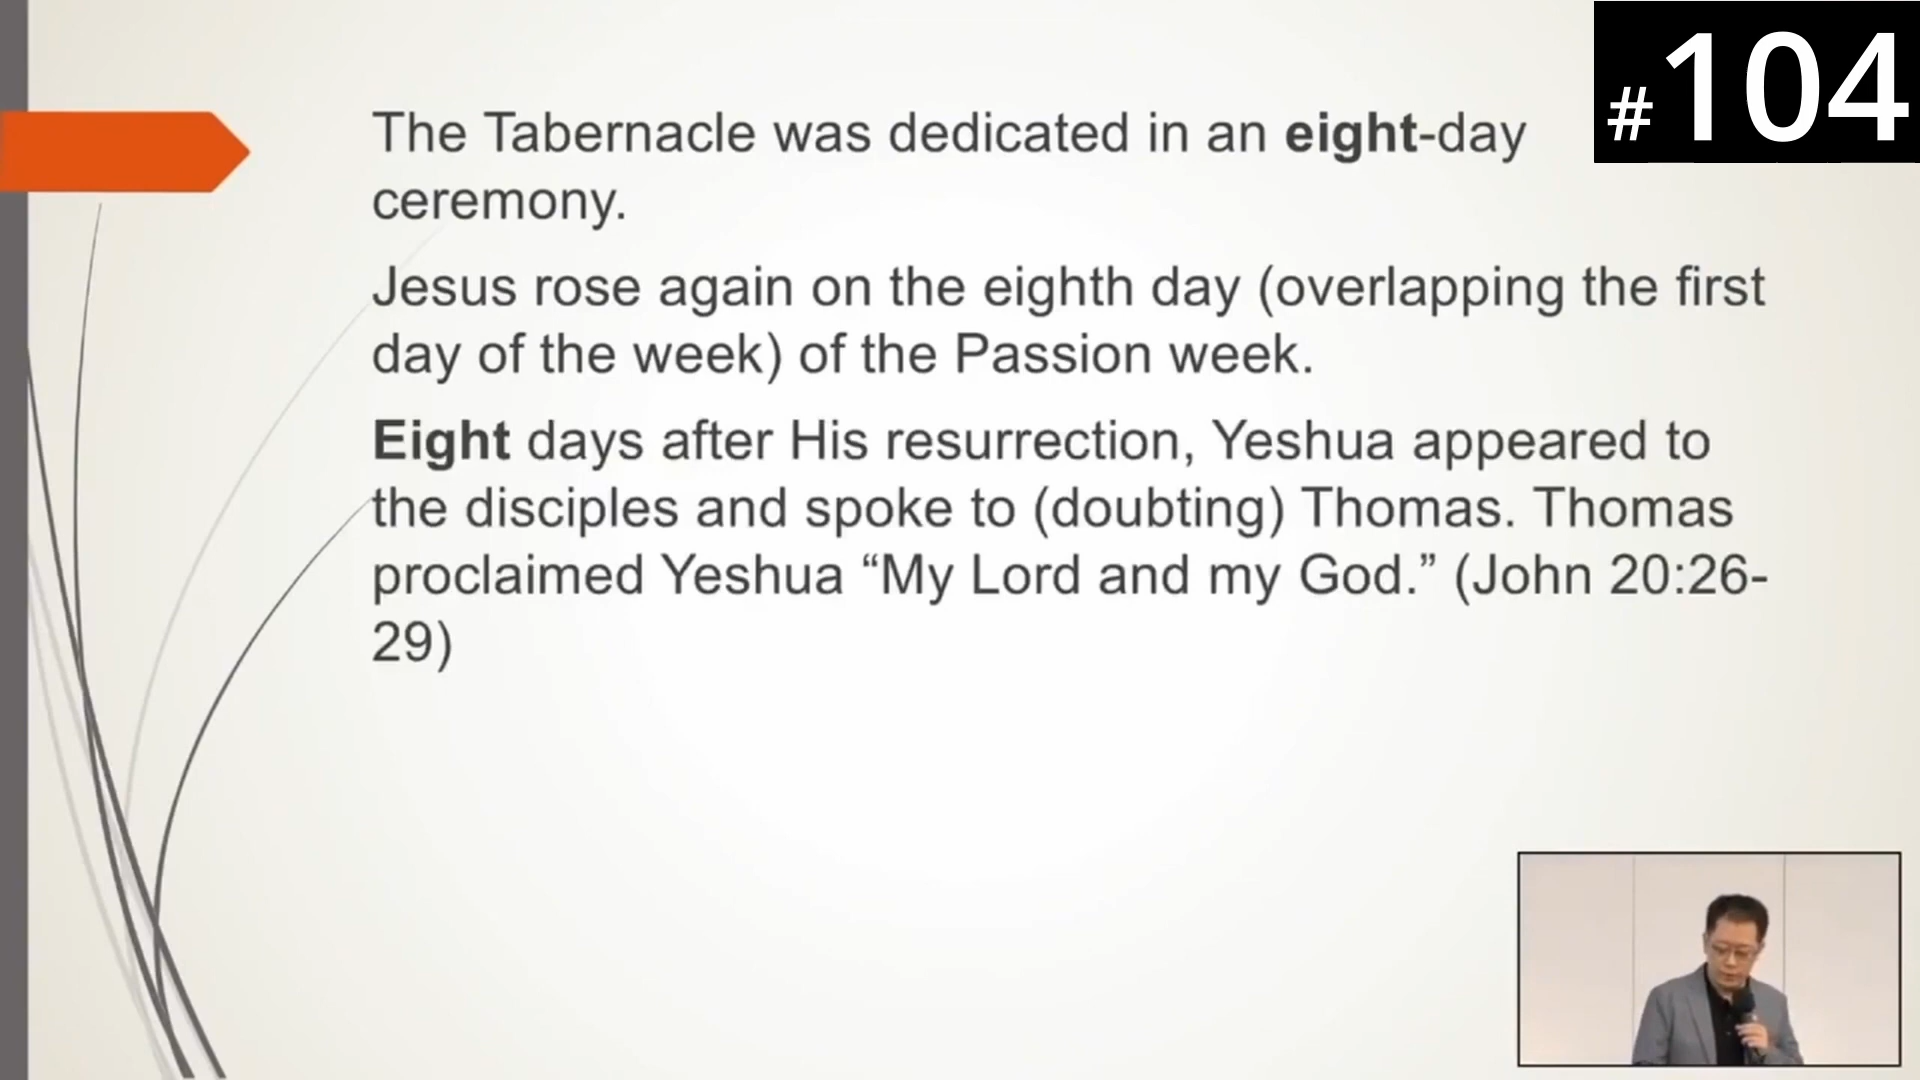 #104
The Tabernacle was dedicated in an eight-day
ceremony.
Jesus rose again on the eighth day (overlapping the first
day of the week) of the Passion week.
Eight days after His resurrection, Yeshua appeared to
the disciples and spoke to (doubting) Thomas. Thomas
proclaimed Yeshua “My Lord and my God.” (John 20:26-
29)